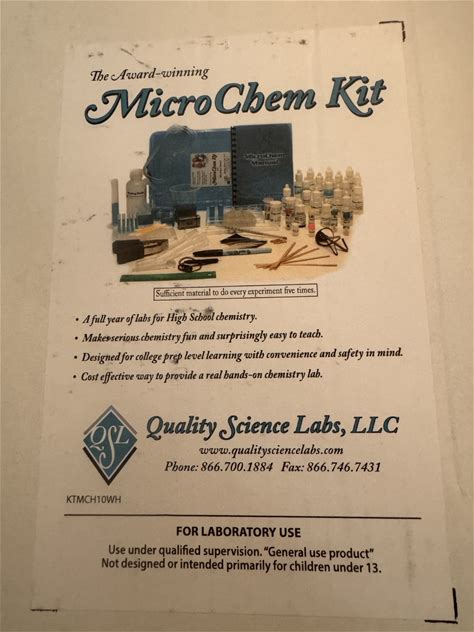 The Award-winning
MicroChem Kit
MicroChem
Manual
Sufficient material to do every experiment five times.
• A full year of labs for High School chemistry.
• Makes serious chemistry fun and surprisingly easy to teach.
• Designed for college prep level learning with convenience and safety in mind.
• Cost effective way to provide a real hands-on chemistry lab.
QSL
Quality Science Labs, LLC
www.qualitysciencelabs.com
Phone: 866.700.1884 Fax: 866.746.7431
KTMCH10WH
FOR LABORATORY USE
Use under qualified supervision. "General use product"
Not designed or intended primarily for children under 13.